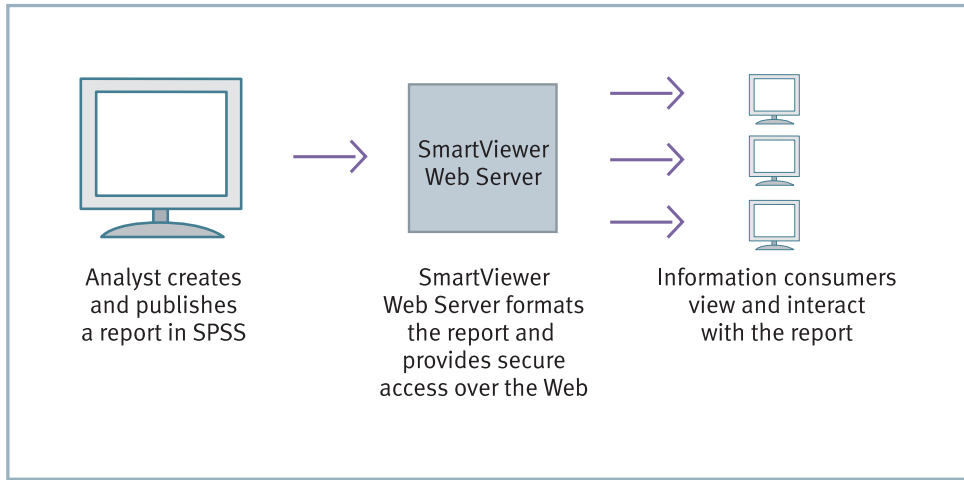 SmartViewer
Web Server
Analyst creates
and publishes
a report in SPSS
SmartViewer
Web Server formats
the report and
provides secure
access over the Web
Information consumers
view and interact
with the report